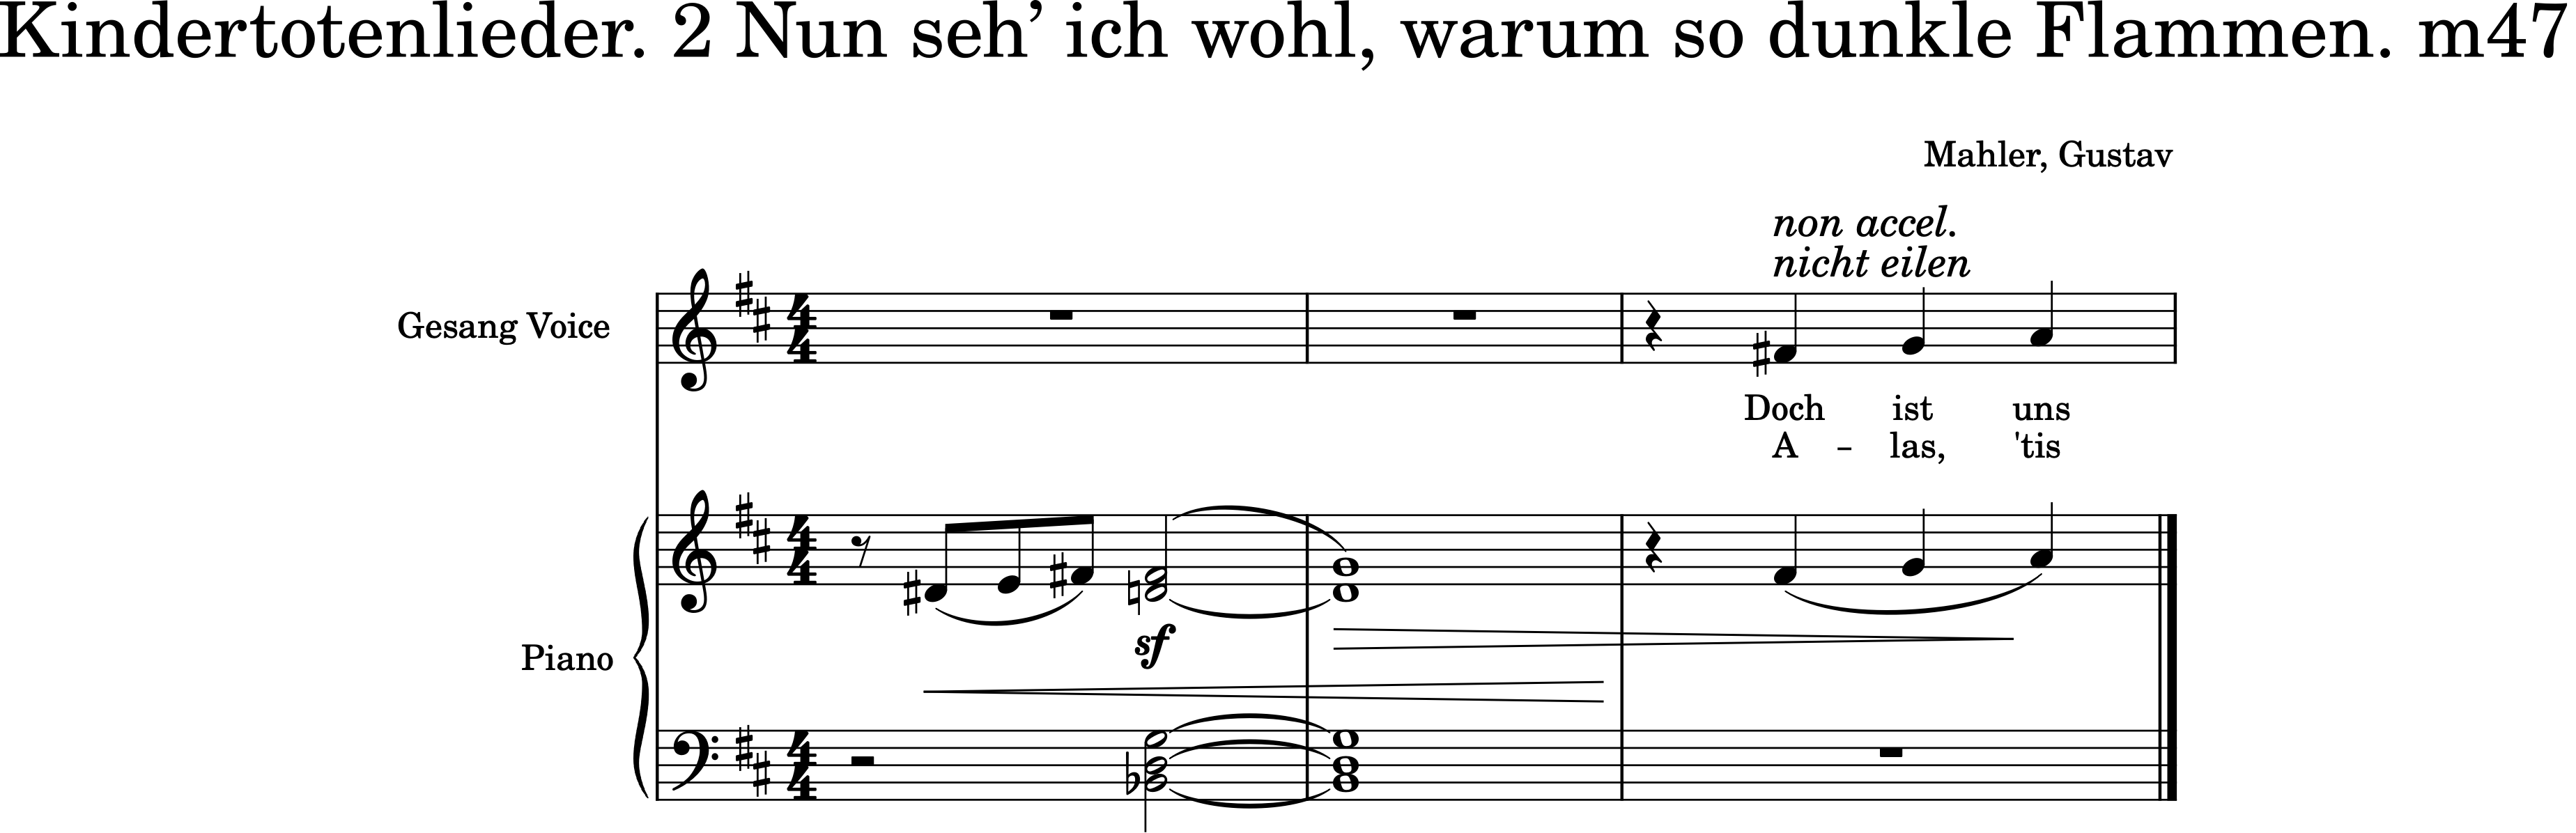 Kindertotenlieder. 2 Nun seh’ ich wohl, warum so dunkle Flammen. m47
Mahler, Gustav
non accel.
nicht eilen
Gesang Voice
Doch ist uns
A – las, 'tis
Piano
sf